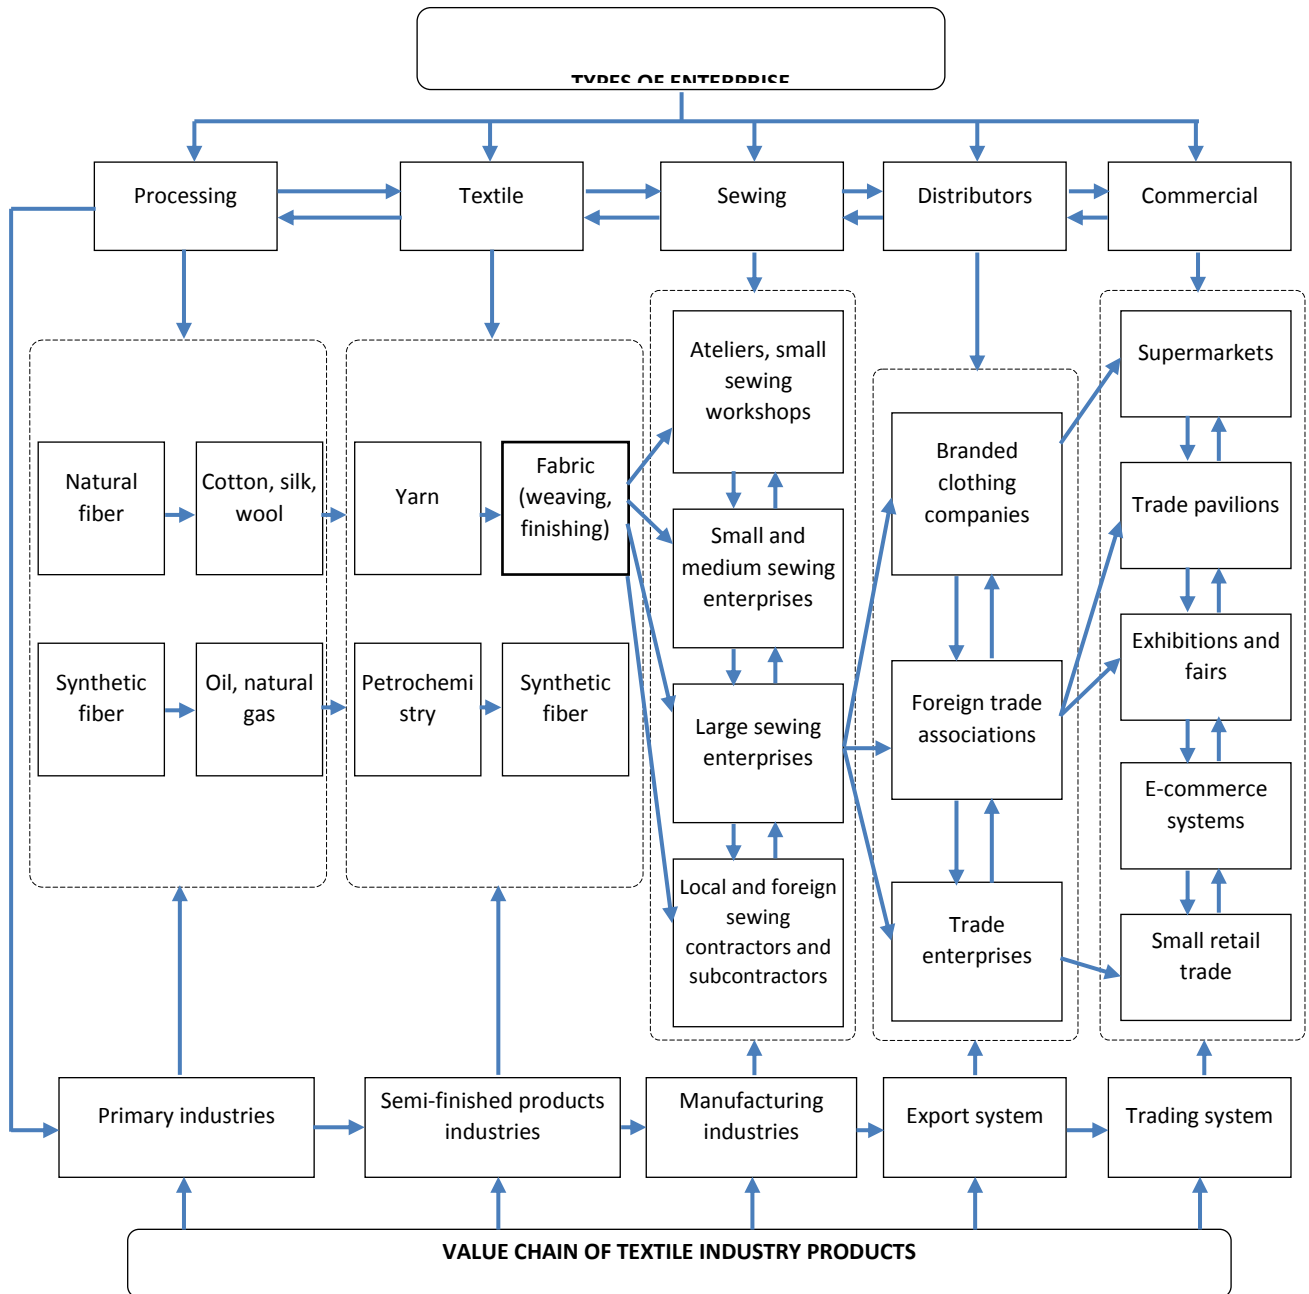 TYPES OF ENTERPRISE
Processing
Textile
Sewing
Distributors
Commercial
Natural
fiber
Cotton, silk,
wool
Synthetic
fiber
Oil, natural
gas
Yarn
Fabric
(weaving,
finishing)
Petrochemi
stry
Synthetic
fiber
Ateliers, small
sewing
workshops
Small and
medium sewing
enterprises
Large sewing
enterprises
Local and foreign
sewing
contractors and
subcontractors
Branded
clothing
companies
Foreign trade
associations
Trade
enterprises
Supermarkets
Trade pavilions
Exhibitions and
fairs
E-commerce
systems
Small retail
trade
Primary industries
Semi-finished products
industries
Manufacturing
industries
Export system
Trading system
VALUE CHAIN OF TEXTILE INDUSTRY PRODUCTS